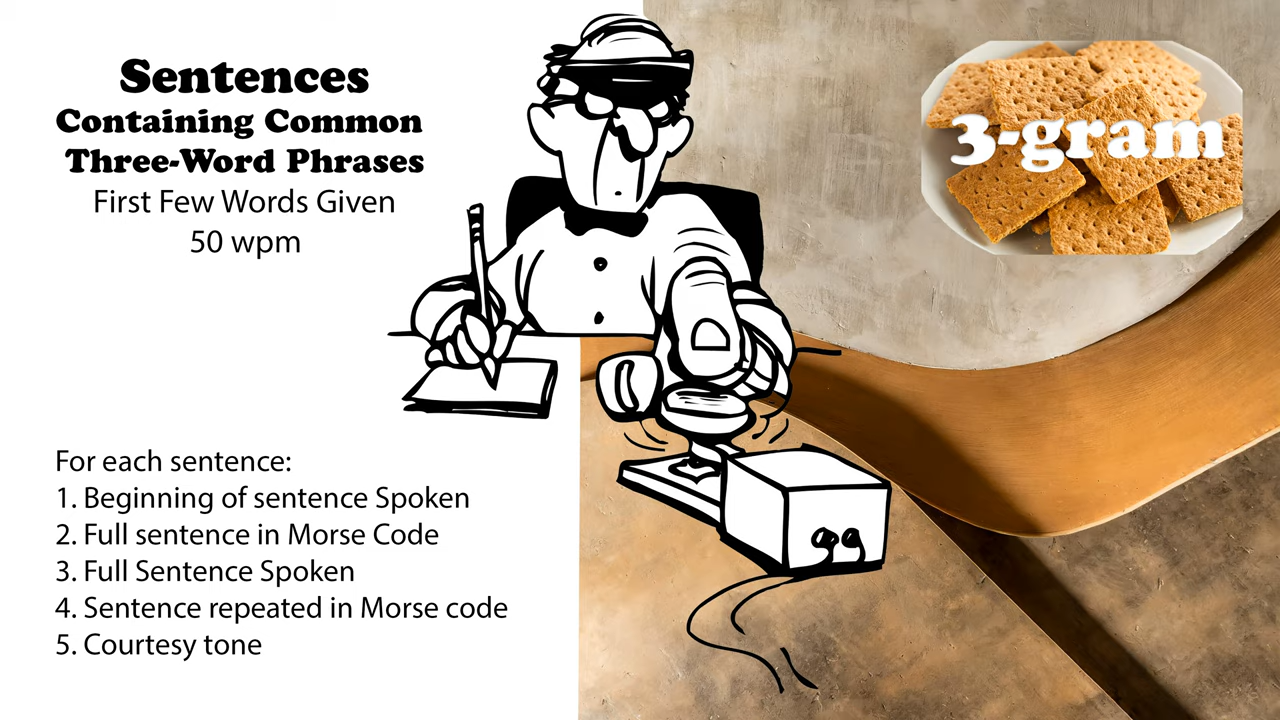 Sentences
Containing Common
Three-Word Phrases
First Few Words Given
50 wpm
3-gram
For each sentence:
1. Beginning of sentence Spoken
2. Full sentence in Morse Code
3. Full Sentence Spoken
4. Sentence repeated in Morse code
5. Courtesy tone